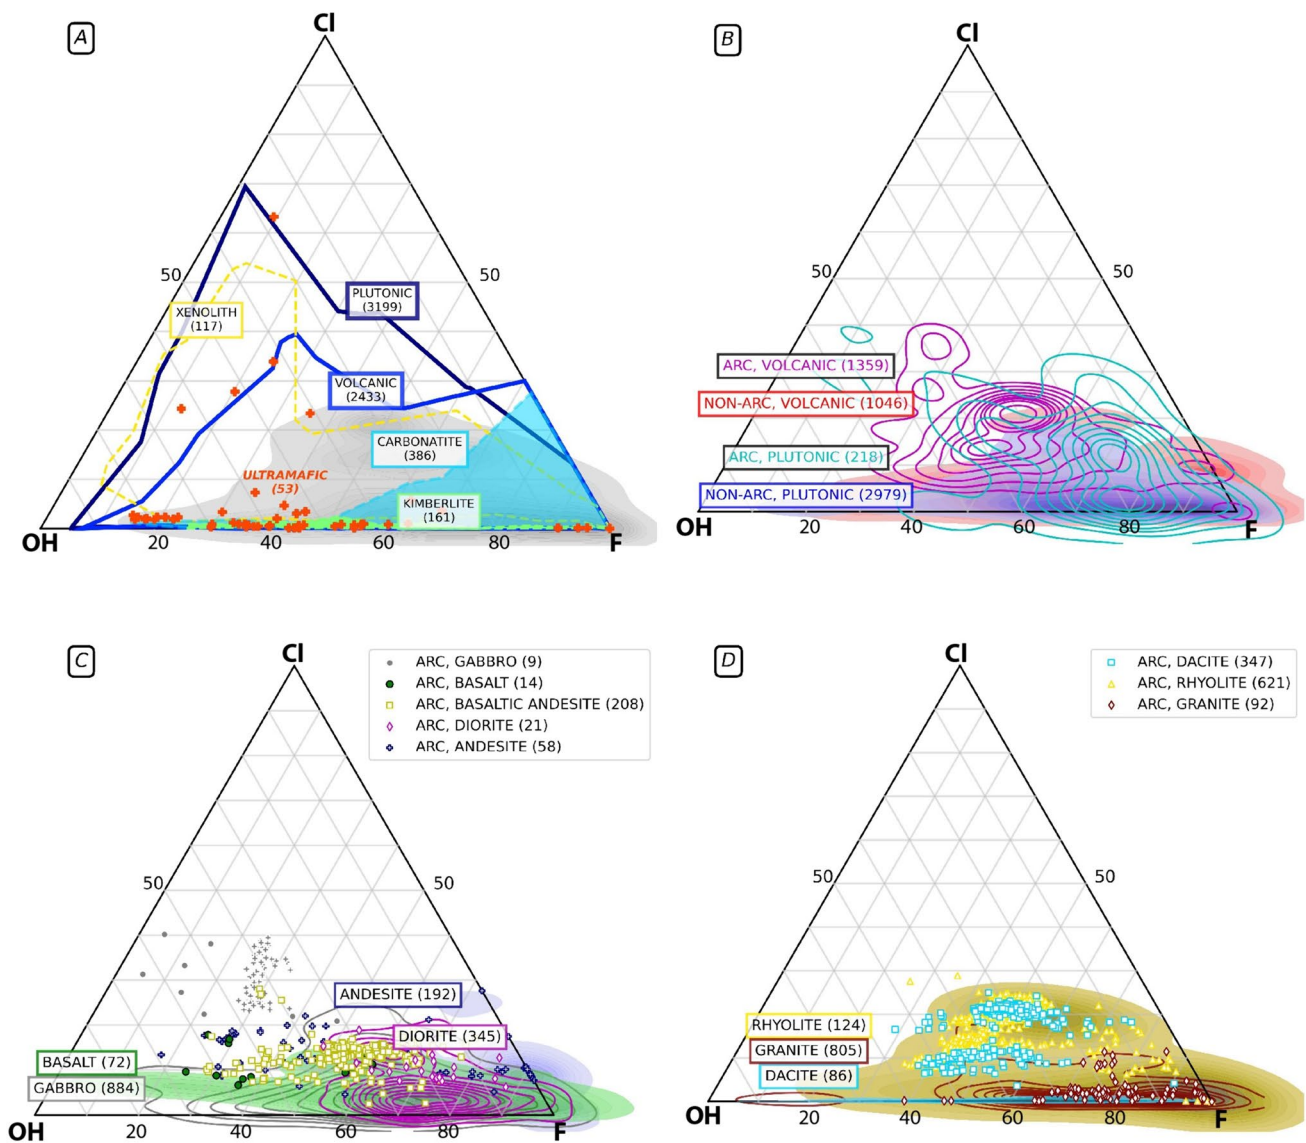 A
Cl
50
50
XENOLITH
(117)
PLUTONIC
(3199)
VOLCANIC
(2433)
CARBONATITE
(386)
ULTRAMAFIC
(53)
KIMBERLITE
(161)
OH
20
40
60
80
F
B
Cl
50
50
ARC, VOLCANIC (1359)
NON-ARC, VOLCANIC (1046)
ARC, PLUTONIC (218)
NON-ARC, PLUTONIC (2979)
OH
20
40
60
80
F
C
Cl
ARC, GABBRO (9)
ARC, BASALT (14)
ARC, BASALTIC ANDESITE (208)
ARC, DIORITE (21)
ARC, ANDESITE (58)
50
50
ANDESITE (192)
DIORITE (345)
BASALT (72)
GABBRO (884)
OH
20
40
60
80
F
D
Cl
ARC, DACITE (347)
ARC, RHYOLITE (621)
ARC, GRANITE (92)
50
50
RHYOLITE (124)
GRANITE (805)
DACITE (86)
OH
20
40
60
80
F